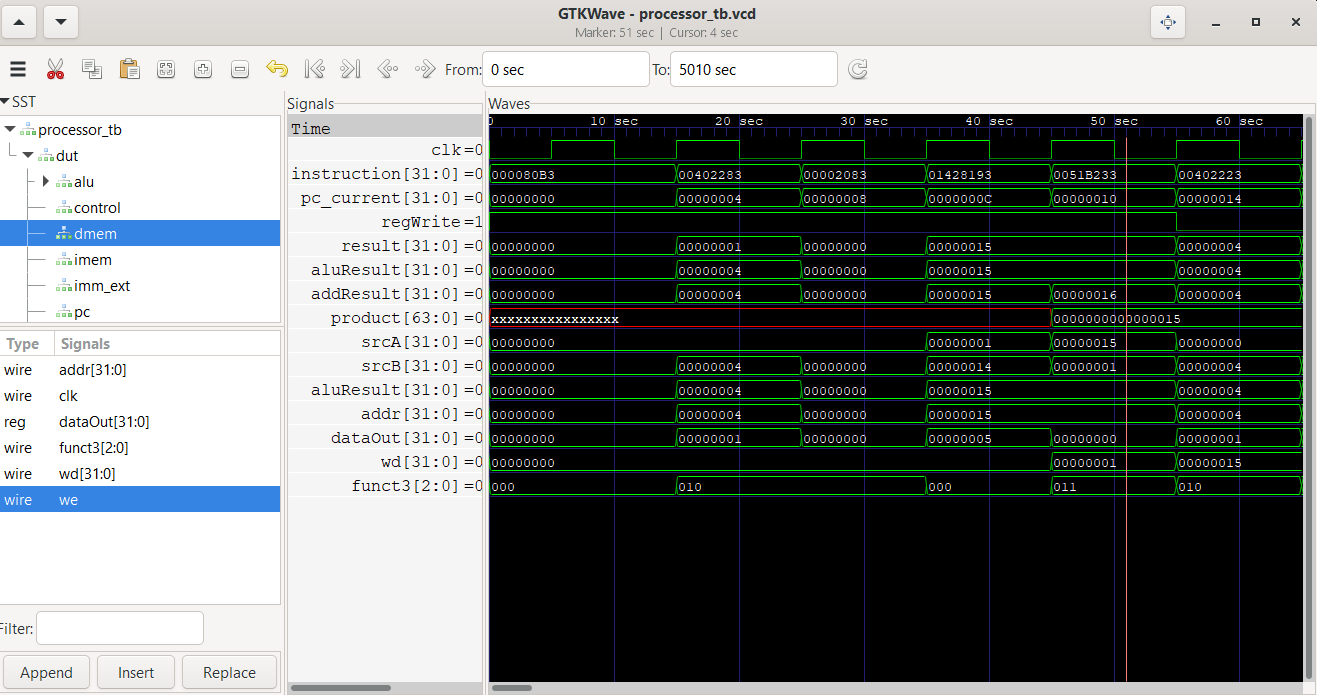 GTKWave - processor_tb.vcd
Marker: 51 sec | Cursor: 4 sec
From: 0 sec To: 5010 sec
SST
processor_tb
dut
alu
control
dmem
imem
imm_ext
pc
Type Signals
wire addr[31:0]
wire clk
reg dataOut[31:0]
wire funct3[2:0]
wire wd[31:0]
wire we
Filter:
Append Insert Replace
Signals
Waves
Time 0 10 sec 20 sec 30 sec 40 sec 50 sec 60 sec
clk=0
instruction[31:0]=0 000080B3 00402283 00002083 01428193 0051B233 00402223
pc_current[31:0]=0 00000000 00000004 00000008 0000000C 00000010 00000014
regWrite=1
result[31:0]=0 00000000 00000001 00000000 00000015 00000004
aluResult[31:0]=0 00000000 00000004 00000000 00000015 00000004
addResult[31:0]=0 00000000 00000004 00000000 00000015 00000016 00000004
product[63:0]=0 xxxxxxxxxxxxxxxx 0000000000000015
srcA[31:0]=0 00000000 00000001 00000015 00000000
srcB[31:0]=0 00000000 00000004 00000000 00000014 00000001 00000004
aluResult[31:0]=0 00000000 00000004 00000000 00000015 00000004
addr[31:0]=0 00000000 00000004 00000000 00000015 00000004
dataOut[31:0]=0 00000000 00000001 00000000 00000005 00000000 00000001
wd[31:0]=0 00000000 00000001 00000015
funct3[2:0]=0 000 010 000 011 010